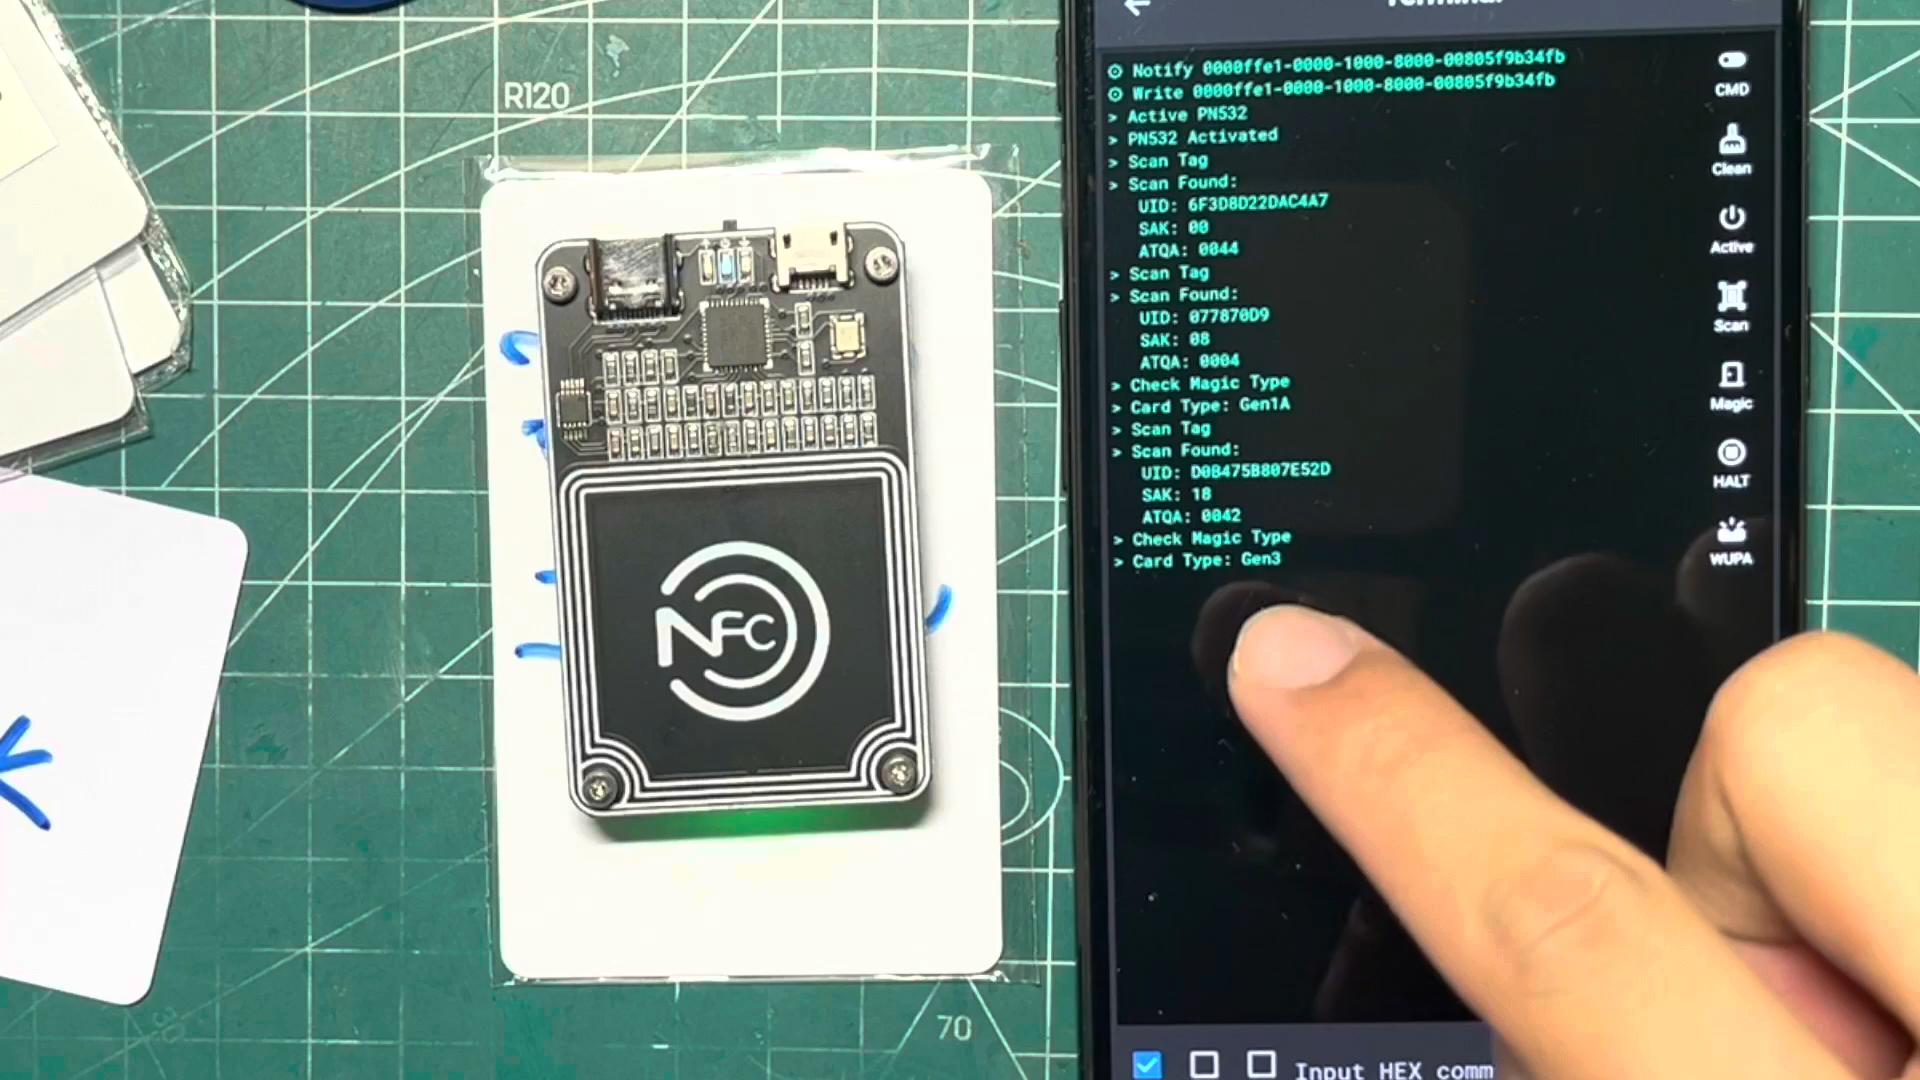 R120
NFC
70
Terminal
Notify 0000ffe1-0000-1000-8000-00805f9b34fb
Write 0000ffe1-0000-1000-8000-00805f9b34fb
> Active PN532
> PN532 Activated
> Scan Tag
> Scan Found:
UID: 6F3D8D22DAC4A7
SAK: 00
ATQA: 0044
> Scan Tag
> Scan Found:
UID: 077870D9
SAK: 08
ATQA: 0004
> Check Magic Type
> Card Type: Gen1A
> Scan Tag
> Scan Found:
UID: D0B475B807E52D
SAK: 18
ATQA: 0042
> Check Magic Type
> Card Type: Gen3
CMD
Clean
Active
Scan
Magic
HALT
WUPA
Input HEX comm